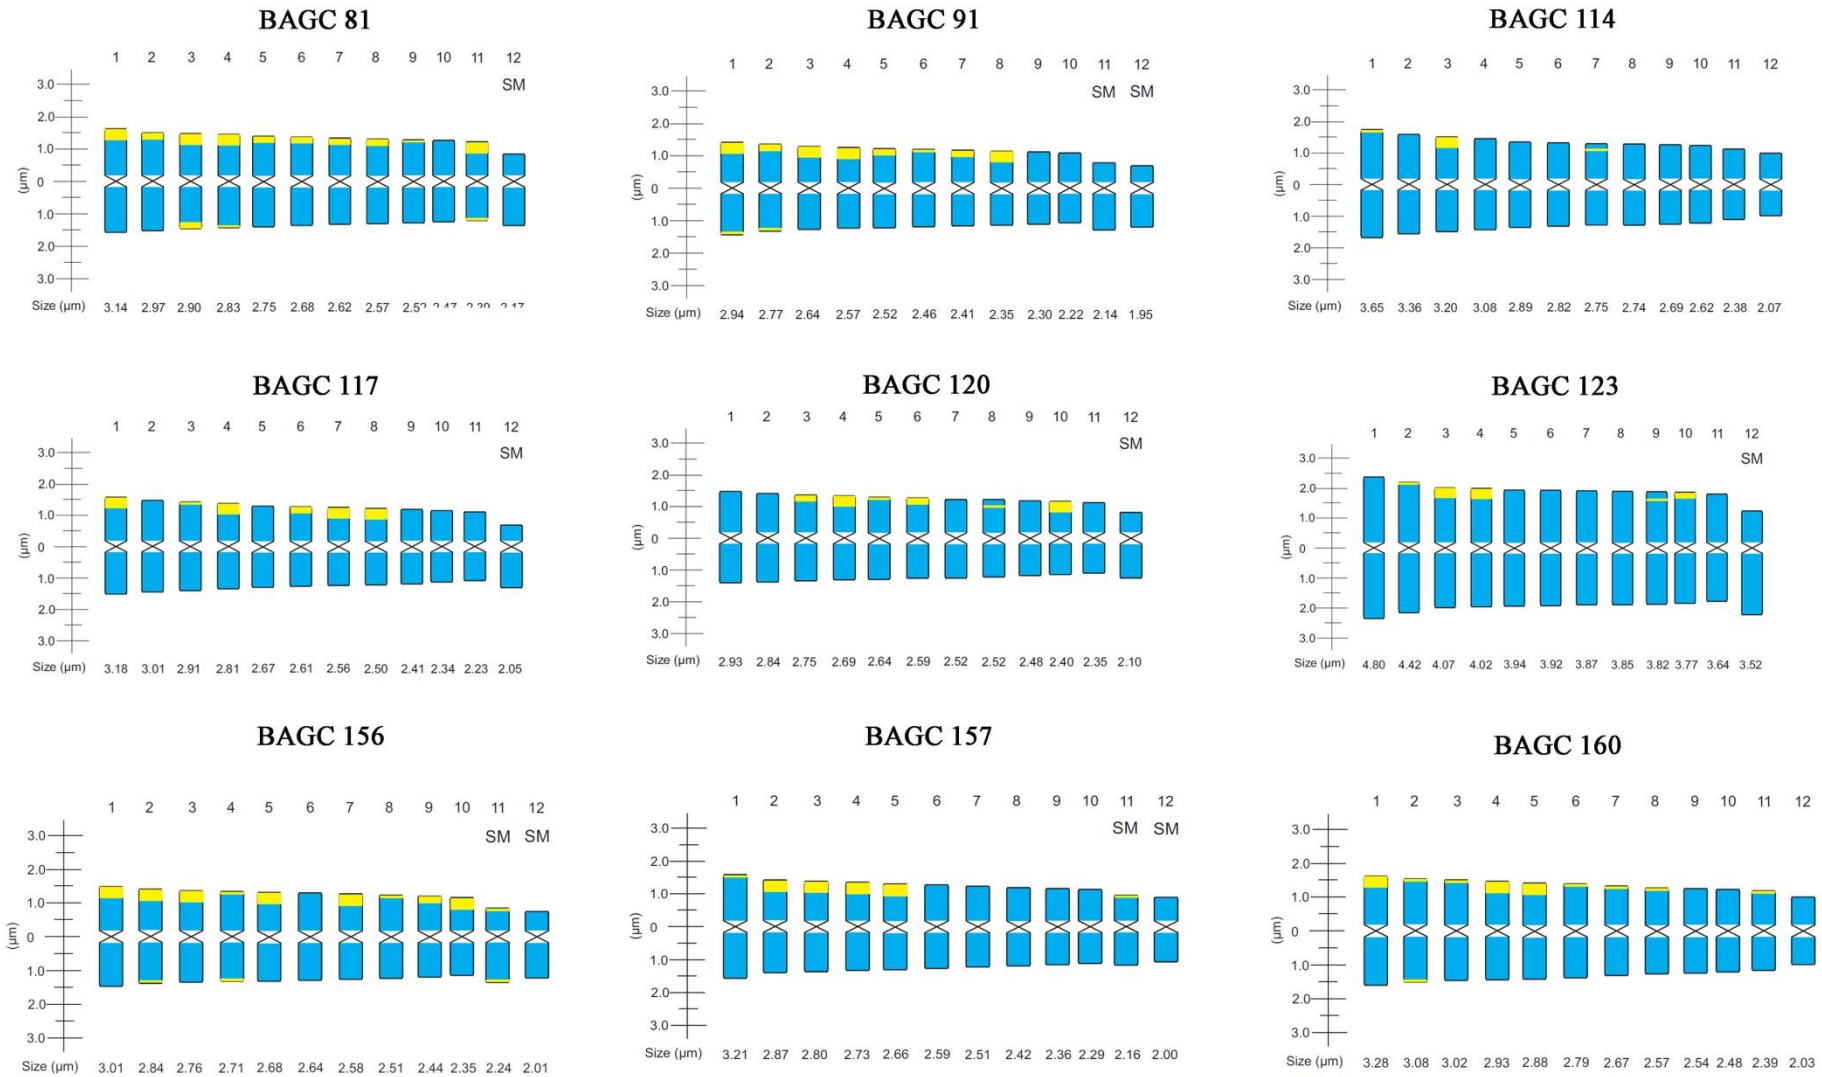 BAGC 81
1 2 3 4 5 6 7 8 9 10 11 12
SM
3.0
2.0
1.0
0
1.0
2.0
3.0
(µm)
Size (µm) 3.14 2.97 2.90 2.83 2.75 2.68 2.62 2.57
BAGC 91
1 2 3 4 5 6 7 8 9 10 11 12
SM SM
3.0
2.0
1.0
0
1.0
2.0
3.0
(µm)
Size (µm) 2.94 2.77 2.64 2.57 2.52 2.46 2.41 2.35 2.30 2.22 2.14 1.95
BAGC 114
1 2 3 4 5 6 7 8 9 10 11 12
3.0
2.0
1.0
0
1.0
2.0
3.0
(µm)
Size (µm) 3.65 3.36 3.20 3.08 2.89 2.82 2.75 2.74 2.69 2.62 2.38 2.07
BAGC 117
1 2 3 4 5 6 7 8 9 10 11 12
SM
3.0
2.0
1.0
0
1.0
2.0
3.0
(µm)
Size (µm) 3.18 3.01 2.91 2.81 2.67 2.61 2.56 2.50 2.41 2.34 2.23 2.05
BAGC 120
1 2 3 4 5 6 7 8 9 10 11 12
SM
3.0
2.0
1.0
0
1.0
2.0
3.0
(µm)
Size (µm) 2.93 2.84 2.75 2.69 2.64 2.59 2.52 2.52 2.48 2.40 2.35 2.10
BAGC 123
1 2 3 4 5 6 7 8 9 10 11 12
SM
3.0
2.0
1.0
0
1.0
2.0
3.0
(µm)
Size (µm) 4.80 4.42 4.07 4.02 3.94 3.92 3.87 3.85 3.82 3.77 3.64 3.52
BAGC 156
1 2 3 4 5 6 7 8 9 10 11 12
SM SM
3.0
2.0
1.0
0
1.0
2.0
3.0
(µm)
Size (µm) 3.01 2.84 2.76 2.71 2.68 2.64 2.58 2.51 2.44 2.35 2.24 2.01
BAGC 157
1 2 3 4 5 6 7 8 9 10 11 12
SM SM
3.0
2.0
1.0
0
1.0
2.0
3.0
(µm)
Size (µm) 3.21 2.87 2.80 2.73 2.66 2.59 2.51 2.42 2.36 2.29 2.16 2.00
BAGC 160
1 2 3 4 5 6 7 8 9 10 11 12
3.0
2.0
1.0
0
1.0
2.0
3.0
(µm)
Size (µm) 3.28 3.08 3.02 2.93 2.88 2.79 2.67 2.57 2.54 2.48 2.39 2.03